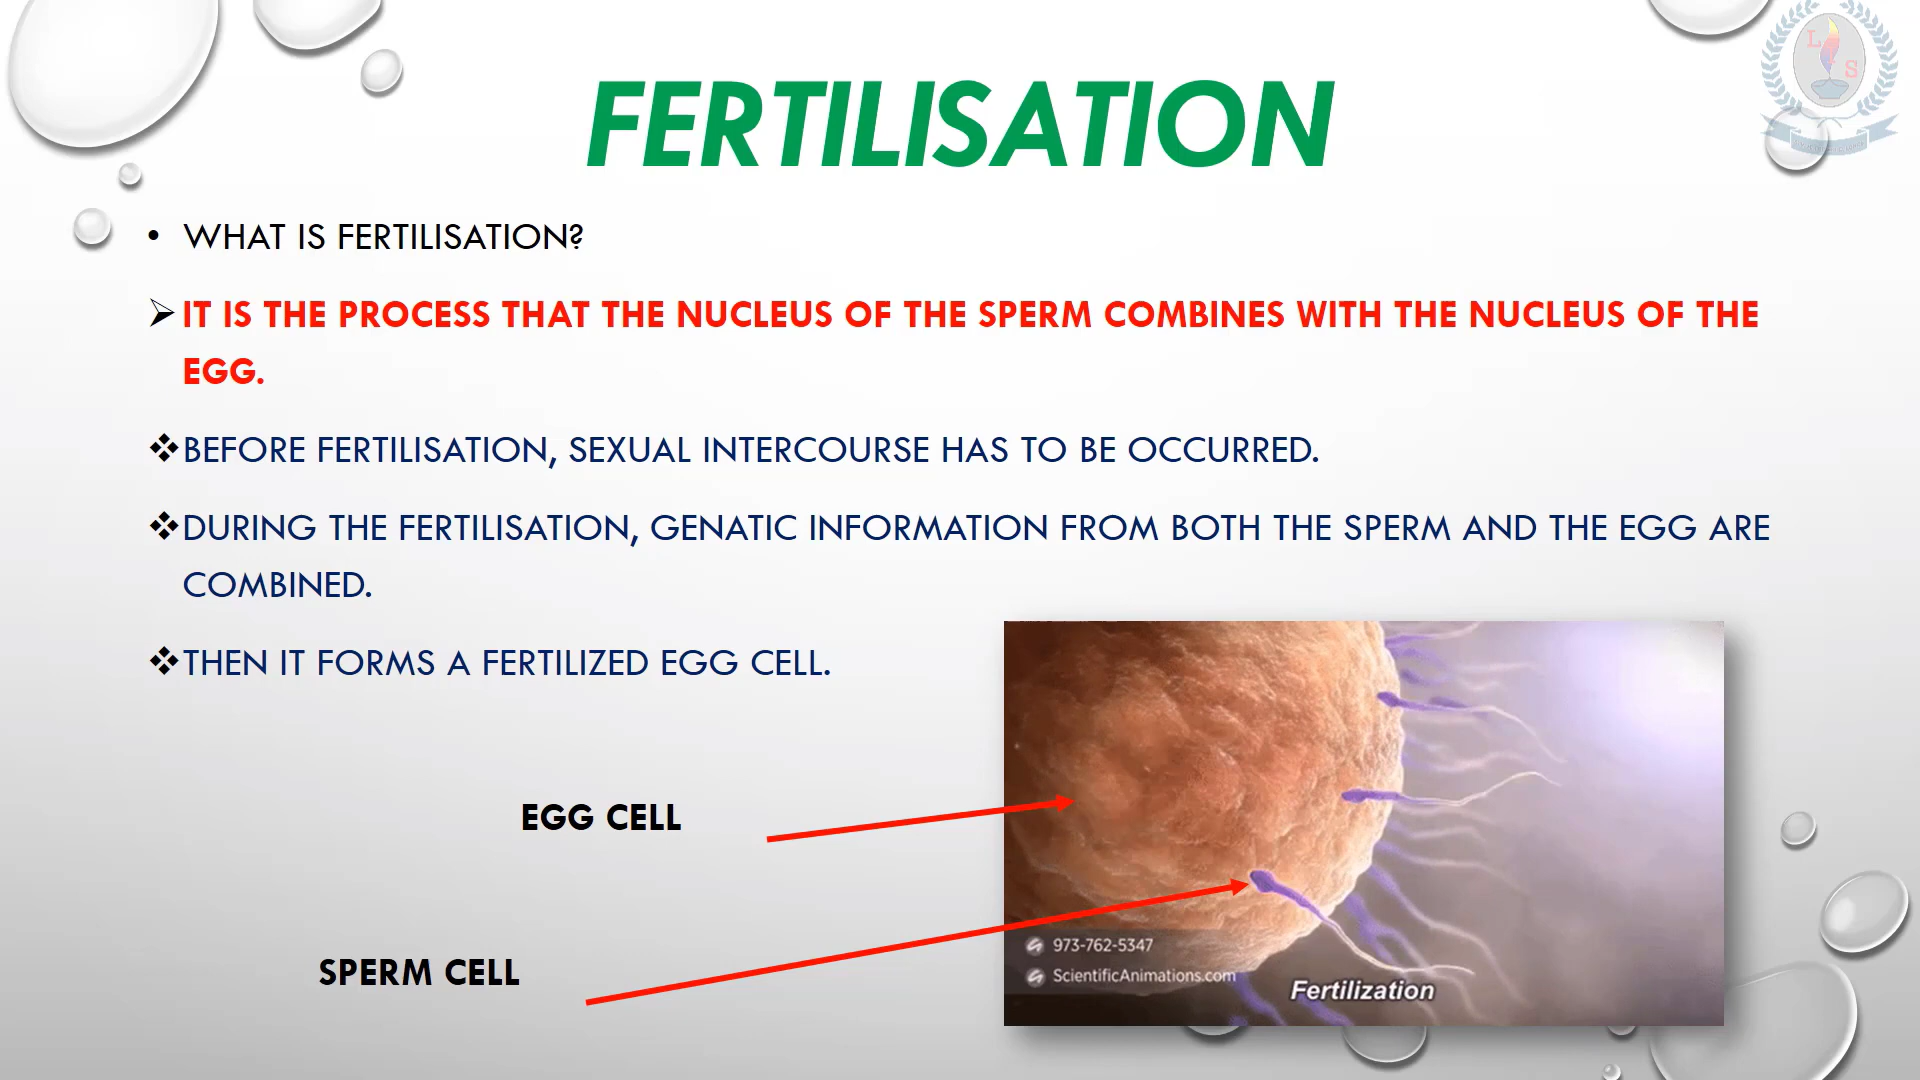 L S
FERTILISATION
• WHAT IS FERTILISATION?
➢ IT IS THE PROCESS THAT THE NUCLEUS OF THE SPERM COMBINES WITH THE NUCLEUS OF THE
EGG.
❖ BEFORE FERTILISATION, SEXUAL INTERCOURSE HAS TO BE OCCURRED.
❖ DURING THE FERTILISATION, GENATIC INFORMATION FROM BOTH THE SPERM AND THE EGG ARE
COMBINED.
❖ THEN IT FORMS A FERTILIZED EGG CELL.
EGG CELL
SPERM CELL
973-762-5347
ScientificAnimations.com
Fertilization